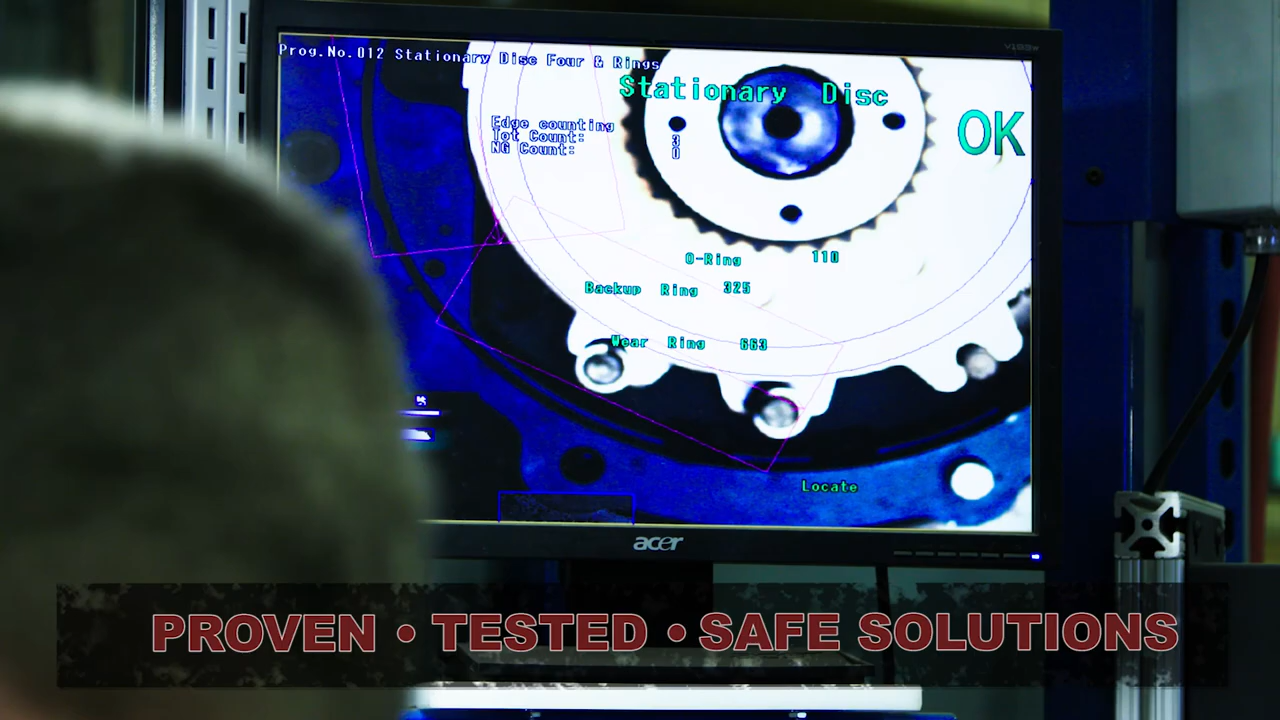 V193W
Prog.No.012 Stationary Disc Four & Rings
Stationary Disc
OK
Edge counting
Tot Count: 3
NG Count: 0
O-Ring 110
Backup Ring 325
Wear Ring 663
Locate
acer
PROVEN • TESTED • SAFE SOLUTIONS